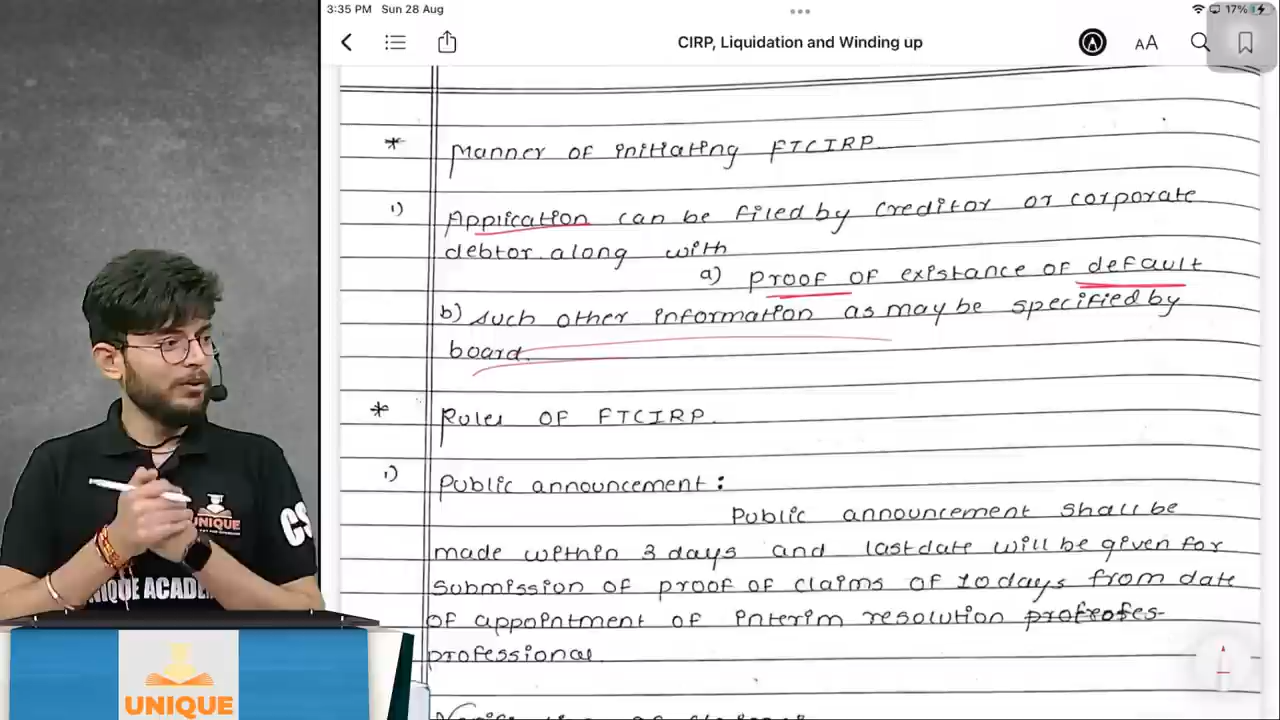 3:35 PM Sun 28 Aug
17%
CIRP, Liquidation and Winding up
AA
* Manner of initiating FTCIRP
1) Application can be filed by creditor or corporate
debtor along with
a) proof of existance of default
b) such other information as may be specified by
board.
* Rules OF FTCIRP.
1) Public announcement:
Public announcement shall be
made within 3 days and last date will be given for
submission of proof of claims of 10 days from date
of appointment of interim resolution
professional.
UNIQUE
UNIQUE ACADEM
CS
UNIQUE